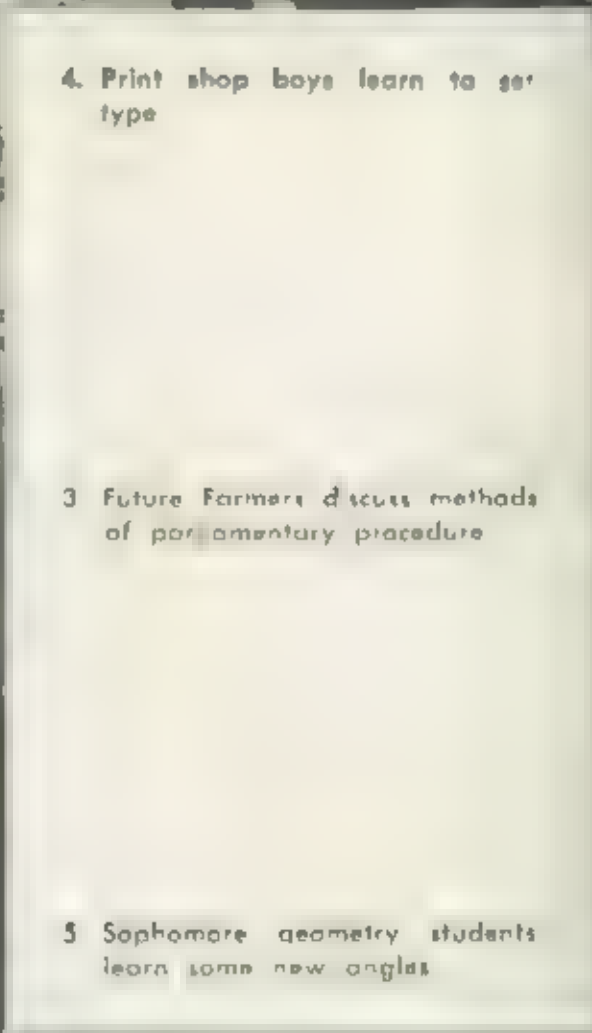 4. Print shop boys learn to set
type
3 Future Farmers discuss methods
of parliamentary procedure
5 Sophomore geometry students
learn some new angles